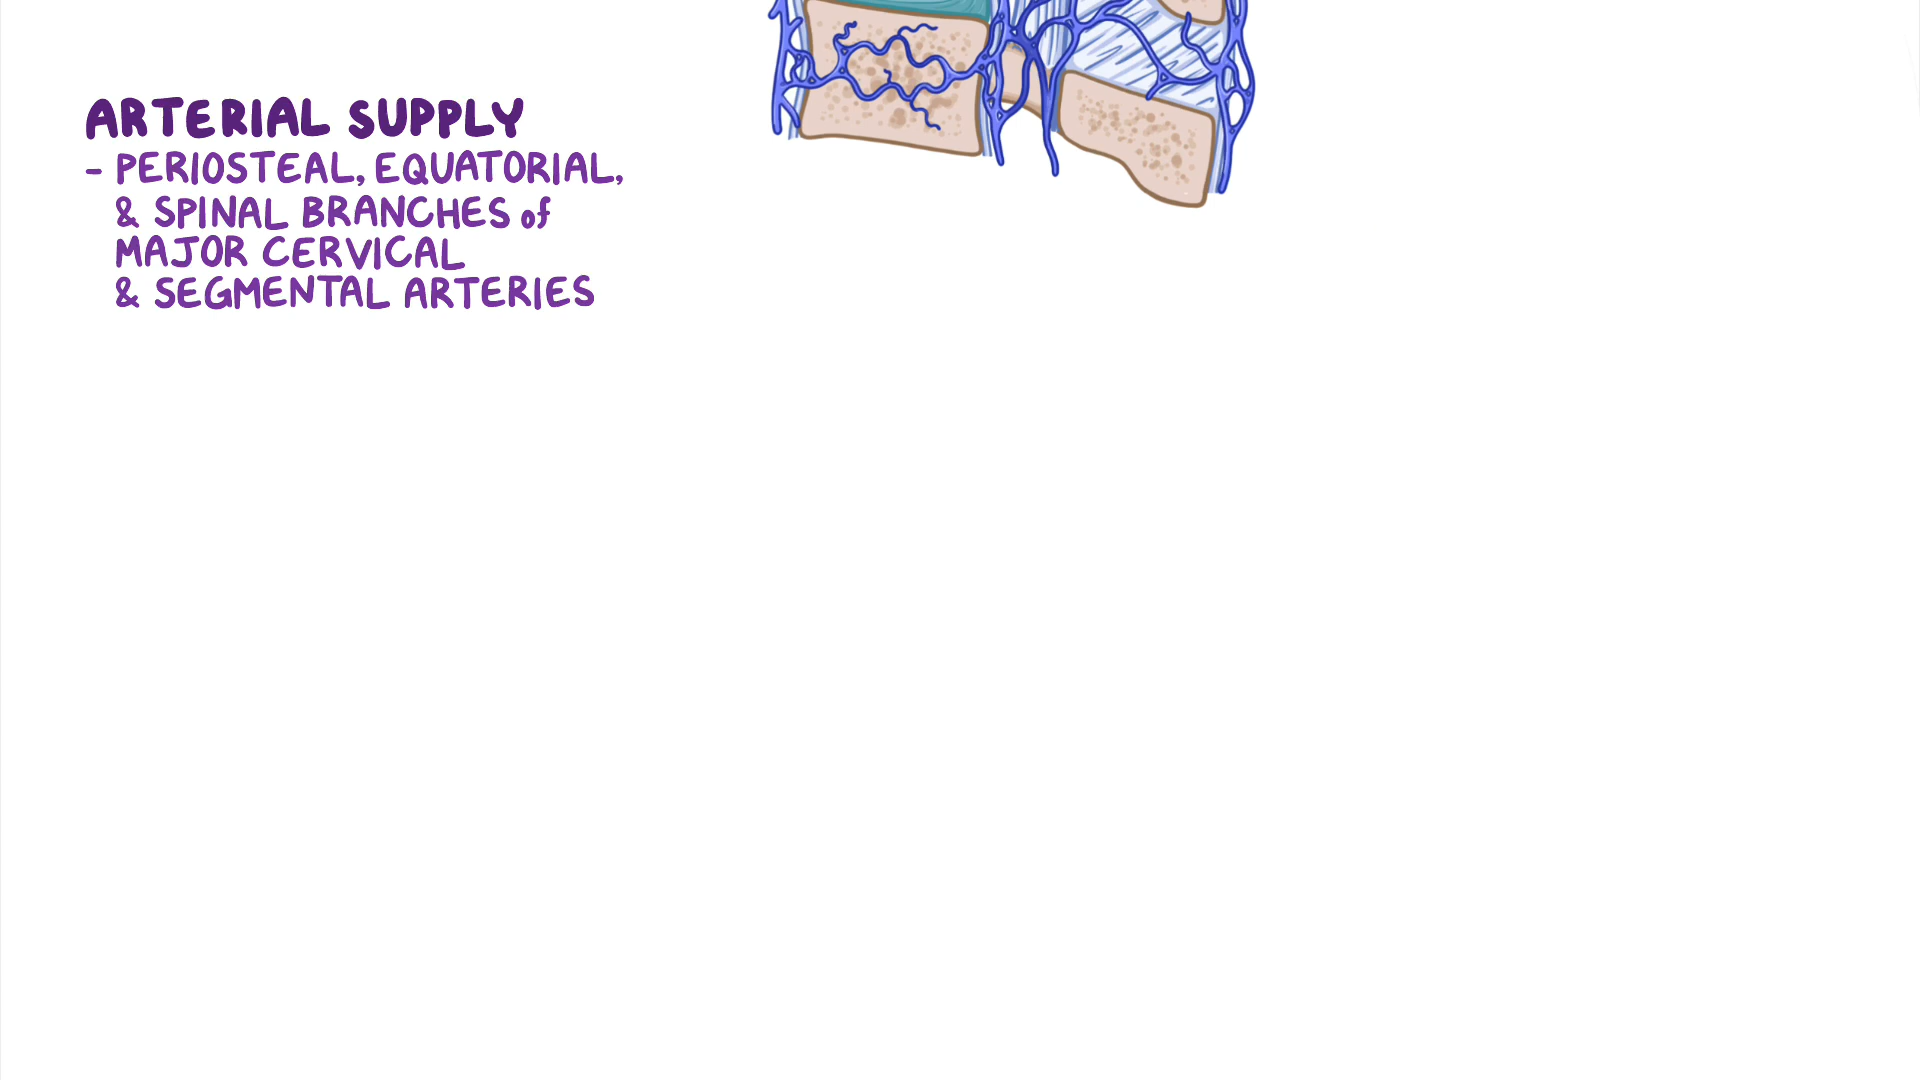 ARTERIAL SUPPLY
- PERIOSTEAL, EQUATORIAL,
& SPINAL BRANCHES of
MAJOR CERVICAL
& SEGMENTAL ARTERIES